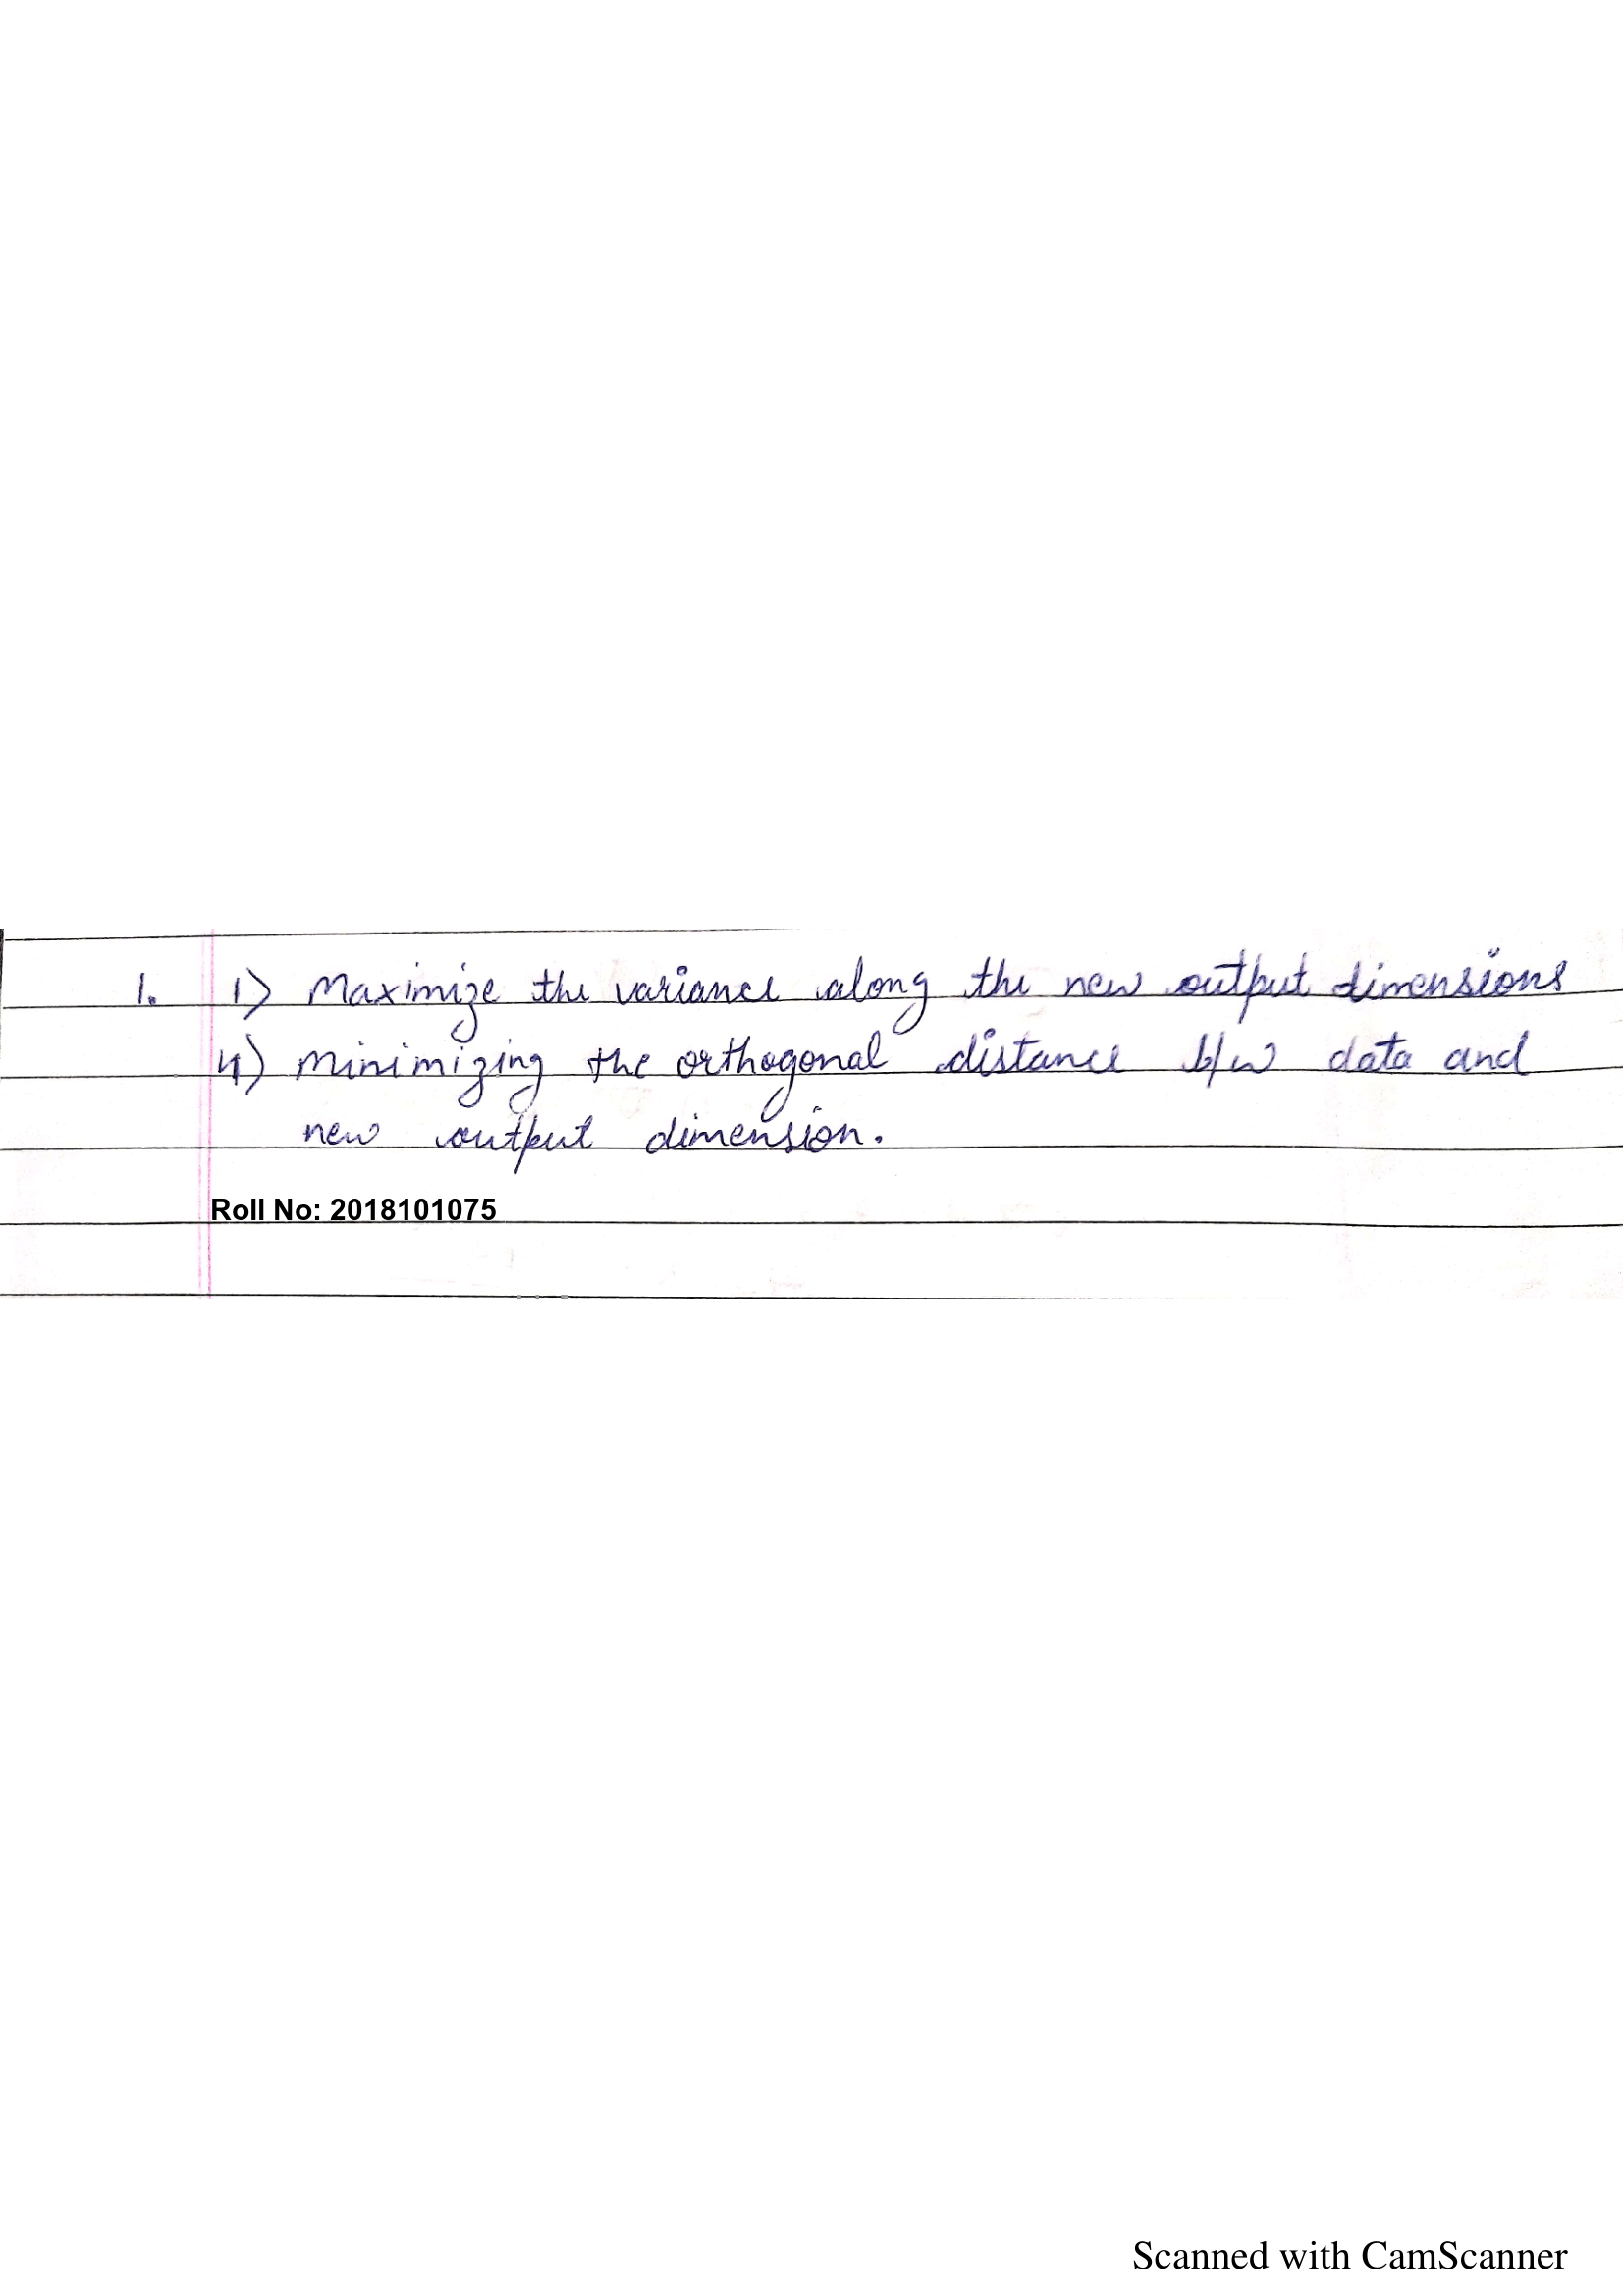 1. 1) Maximize the variance along the new output dimensions
4) Minimizing the orthogonal distance b/w data and
new output dimension.
Roll No: 2018101075
Scanned with CamScanner